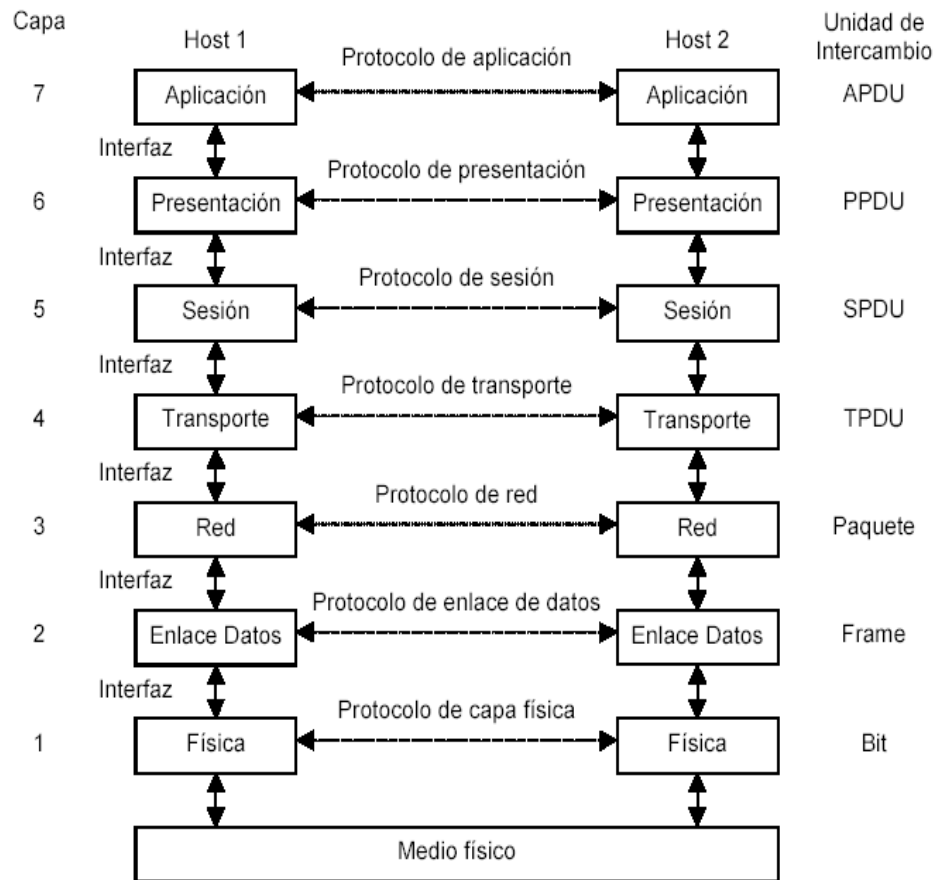 Capa
Host 1
Host 2
Unidad de
Intercambio
Protocolo de aplicación
7
Aplicación
Aplicación
APDU
Interfaz
Protocolo de presentación
6
Presentación
Presentación
PPDU
Interfaz
Protocolo de sesión
5
Sesión
Sesión
SPDU
Interfaz
Protocolo de transporte
4
Transporte
Transporte
TPDU
Interfaz
Protocolo de red
3
Red
Red
Paquete
Interfaz
Protocolo de enlace de datos
2
Enlace Datos
Enlace Datos
Frame
Interfaz
Protocolo de capa física
1
Física
Física
Bit
Medio físico